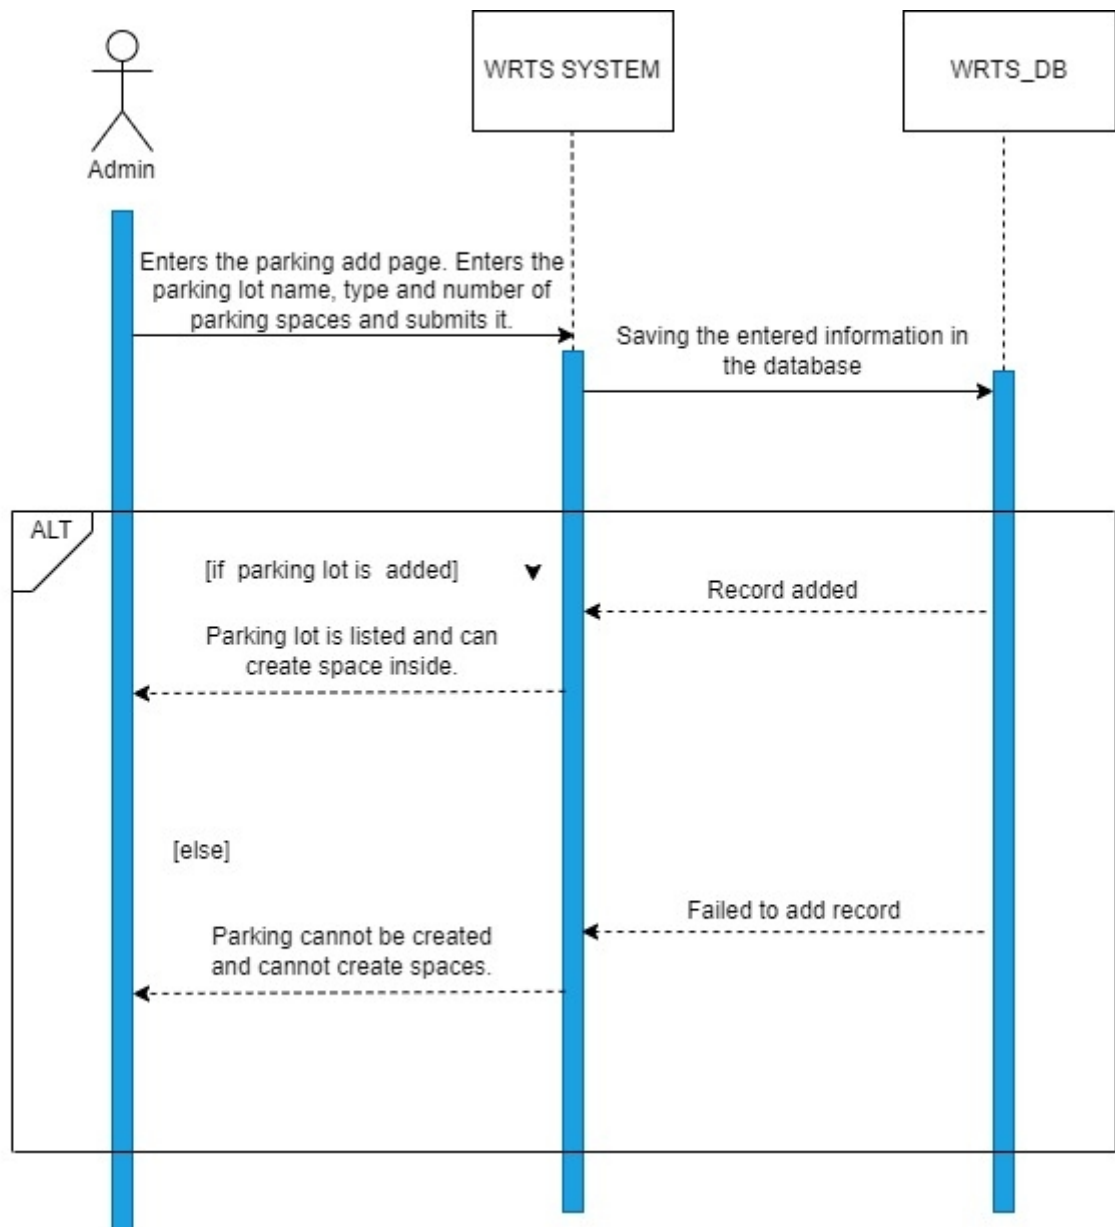 WRTS SYSTEM
WRTS_DB
Admin
Enters the parking add page. Enters the
parking lot name, type and number of
parking spaces and submits it.
Saving the entered information in
the database
ALT
[if  parking lot is  added]
Record added
Parking lot is listed and can
create space inside.
[else]
Failed to add record
Parking cannot be created
and cannot create spaces.